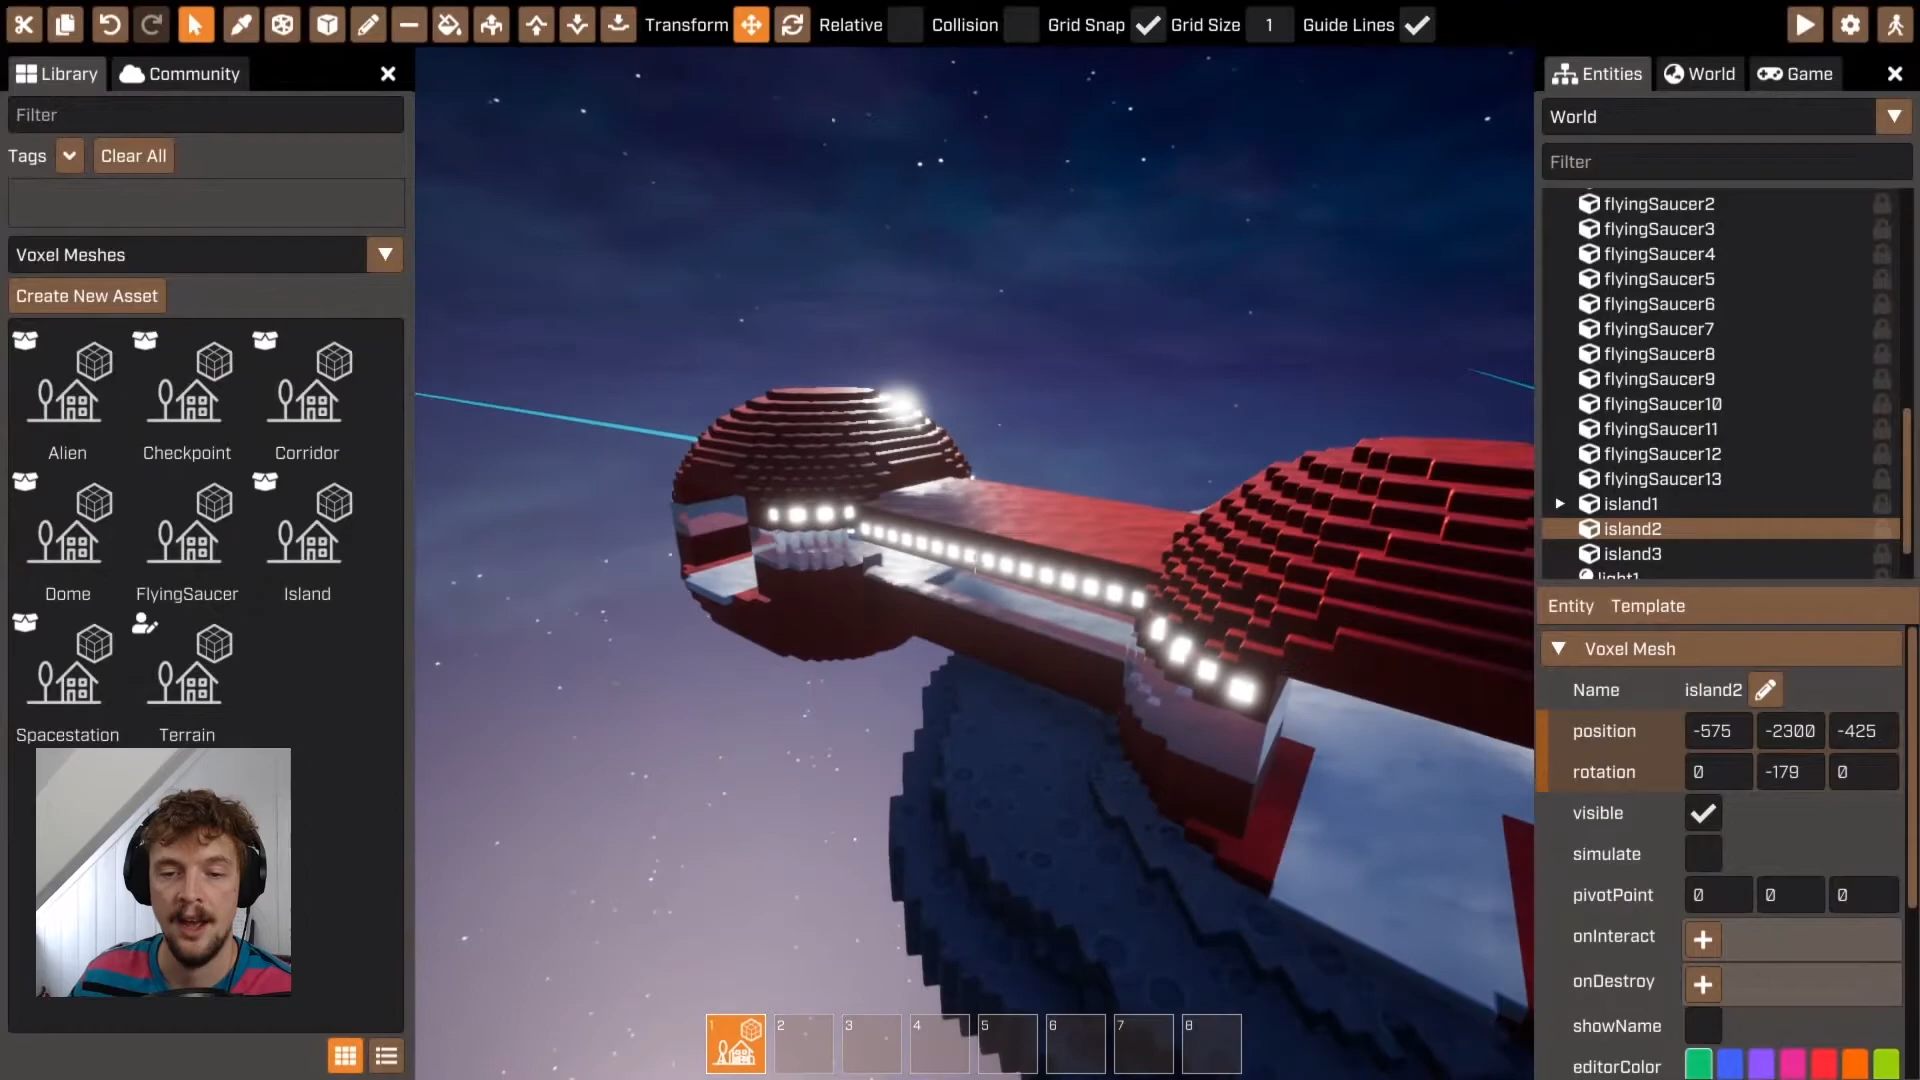 Transform Relative Collision Grid Snap Grid Size 1 Guide Lines
Library Community
Filter
Tags Clear All
Voxel Meshes
Create New Asset
Alien Checkpoint Corridor
Dome FlyingSaucer Island
Spacestation Terrain
1 2 3 4 5 6 7 8
Entities World Game
World
Filter
flyingSaucer2
flyingSaucer3
flyingSaucer4
flyingSaucer5
flyingSaucer6
flyingSaucer7
flyingSaucer8
flyingSaucer9
flyingSaucer10
flyingSaucer11
flyingSaucer12
flyingSaucer13
island1
island2
island3
light1
Entity Template
Voxel Mesh
Name island2
position -575 -2300 -425
rotation 0 -179 0
visible
simulate
pivotPoint 0 0 0
onInteract
onDestroy
showName
editorColor